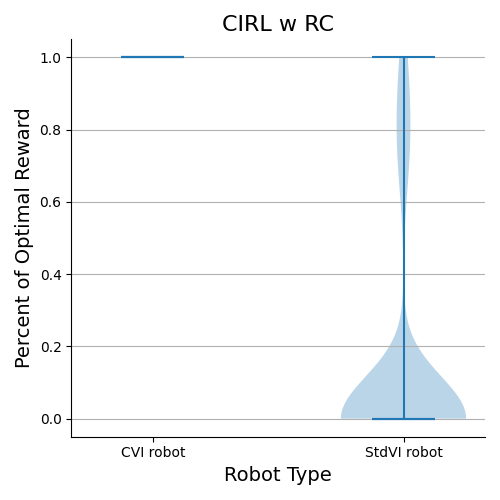 CIRL w RC
Percent of Optimal Reward
1.0
0.8
0.6
0.4
0.2
0.0
CVI robot
StdVI robot
Robot Type